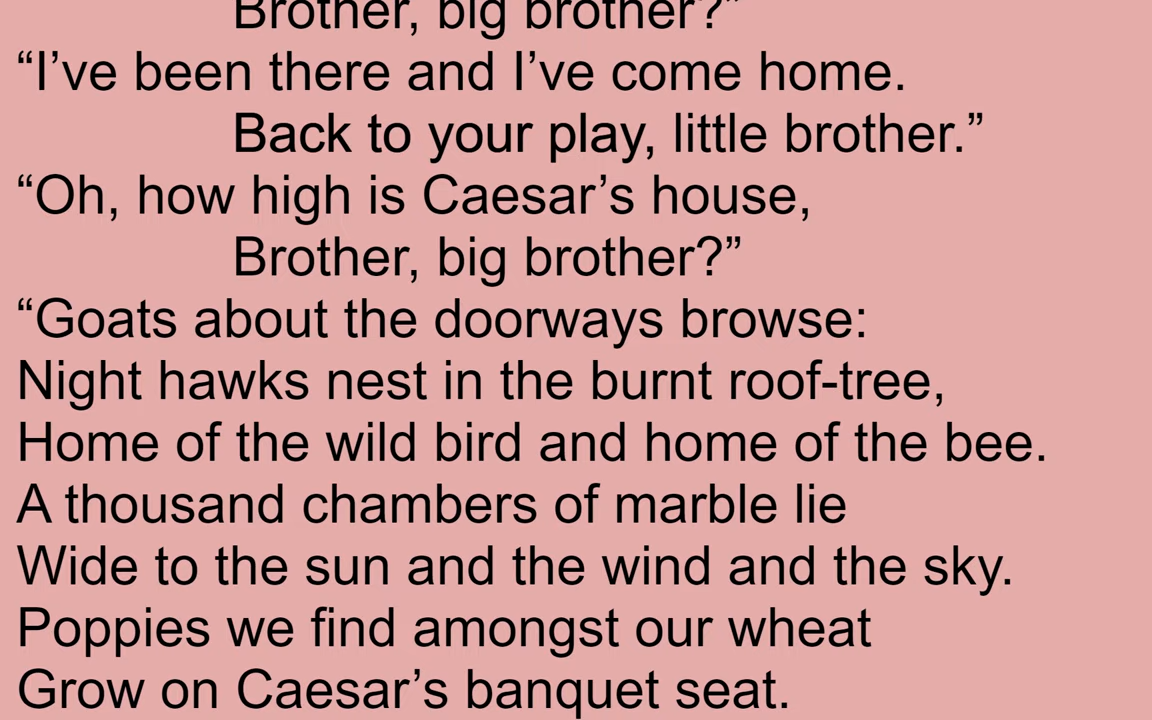 Brother, big brother?”
“I’ve been there and I’ve come home.
Back to your play, little brother.”
“Oh, how high is Caesar’s house,
Brother, big brother?”
“Goats about the doorways browse:
Night hawks nest in the burnt roof-tree,
Home of the wild bird and home of the bee.
A thousand chambers of marble lie
Wide to the sun and the wind and the sky.
Poppies we find amongst our wheat
Grow on Caesar’s banquet seat.